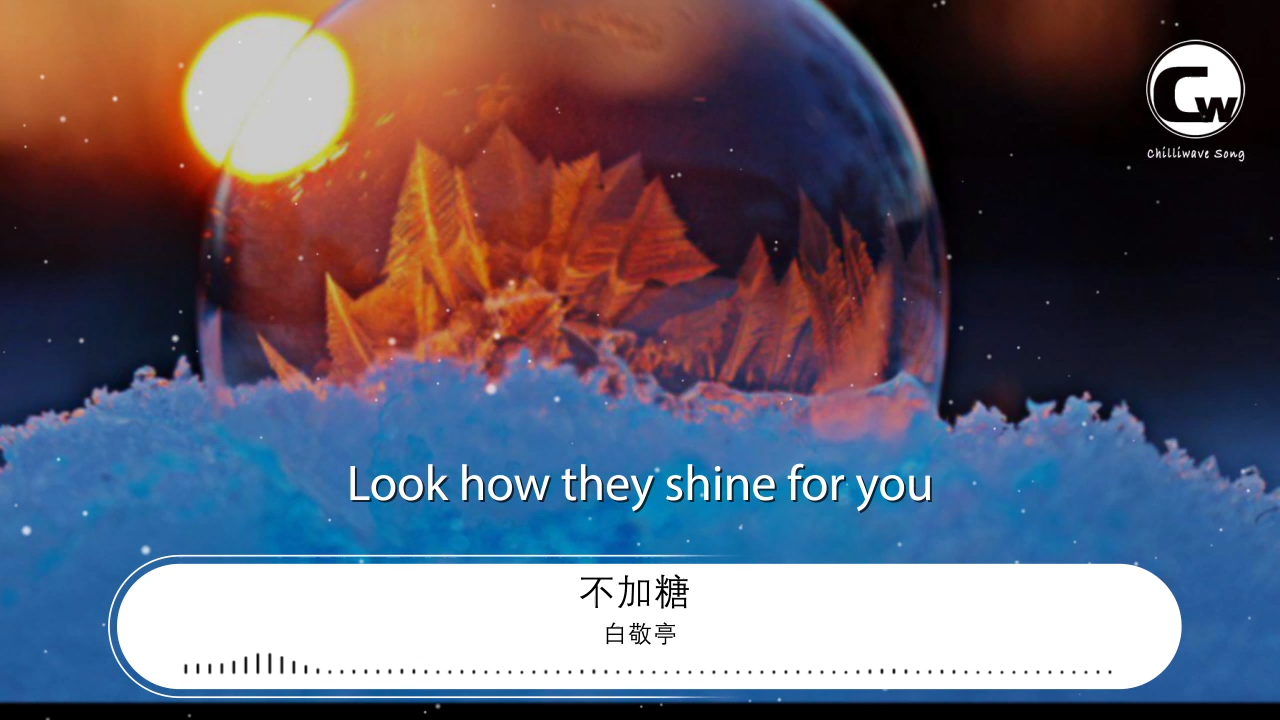 Cw
Chilliwave Song
Look how they shine for you
不加糖
白敬亭